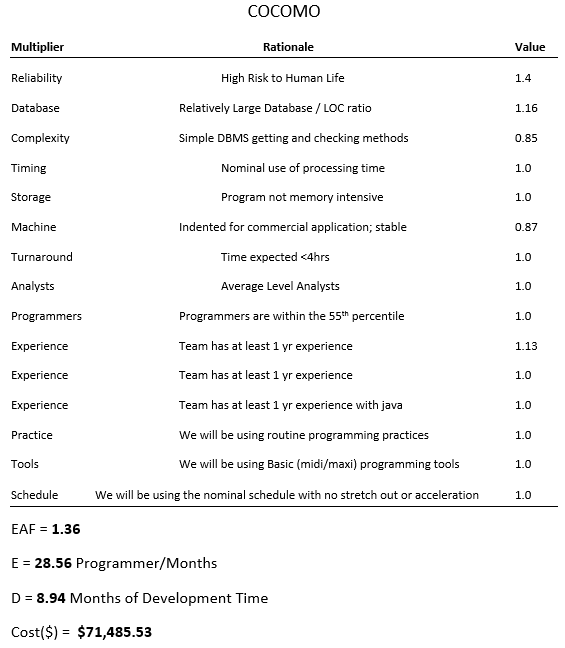 COCOMO
Multiplier Rationale Value
Reliability High Risk to Human Life 1.4
Database Relatively Large Database / LOC ratio 1.16
Complexity Simple DBMS getting and checking methods 0.85
Timing Nominal use of processing time 1.0
Storage Program not memory intensive 1.0
Machine Indented for commercial application; stable 0.87
Turnaround Time expected <4hrs 1.0
Analysts Average Level Analysts 1.0
Programmers Programmers are within the 55th percentile 1.0
Experience Team has at least 1 yr experience 1.13
Experience Team has at least 1 yr experience 1.0
Experience Team has at least 1 yr experience with java 1.0
Practice We will be using routine programming practices 1.0
Tools We will be using Basic (midi/maxi) programming tools 1.0
Schedule We will be using the nominal schedule with no stretch out or acceleration 1.0
EAF = 1.36
E = 28.56 Programmer/Months
D = 8.94 Months of Development Time
Cost($) = $71,485.53